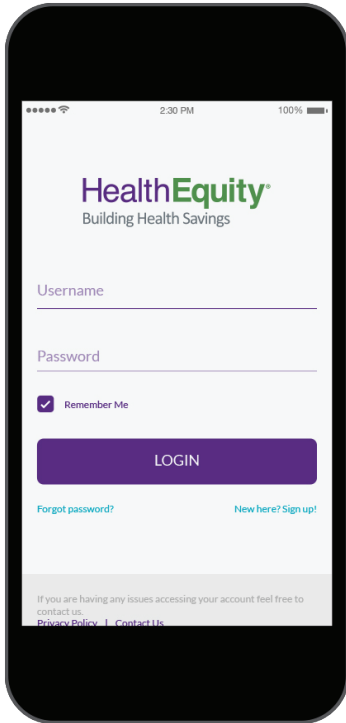 2:30 PM
100%
HealthEquity®
Building Health Savings
Username
Password
Remember Me
LOGIN
Forgot password?
New here? Sign up!
If you are having any issues accessing your account feel free to
contact us.
Privacy Policy | Contact Us